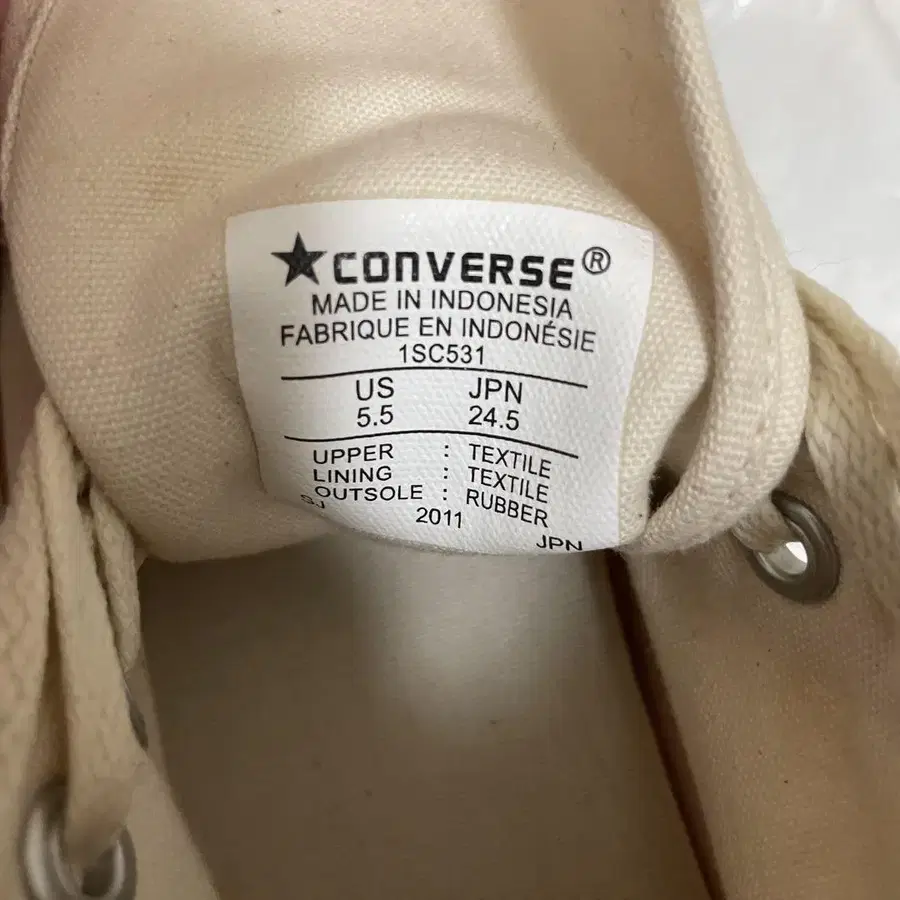 ★CONVERSE®
MADE IN INDONESIA
FABRIQUE EN INDONÉSIE
1SC531
US JPN
5.5 24.5
UPPER : TEXTILE
LINING : TEXTILE
OUTSOLE : RUBBER
SJ 2011 JPN